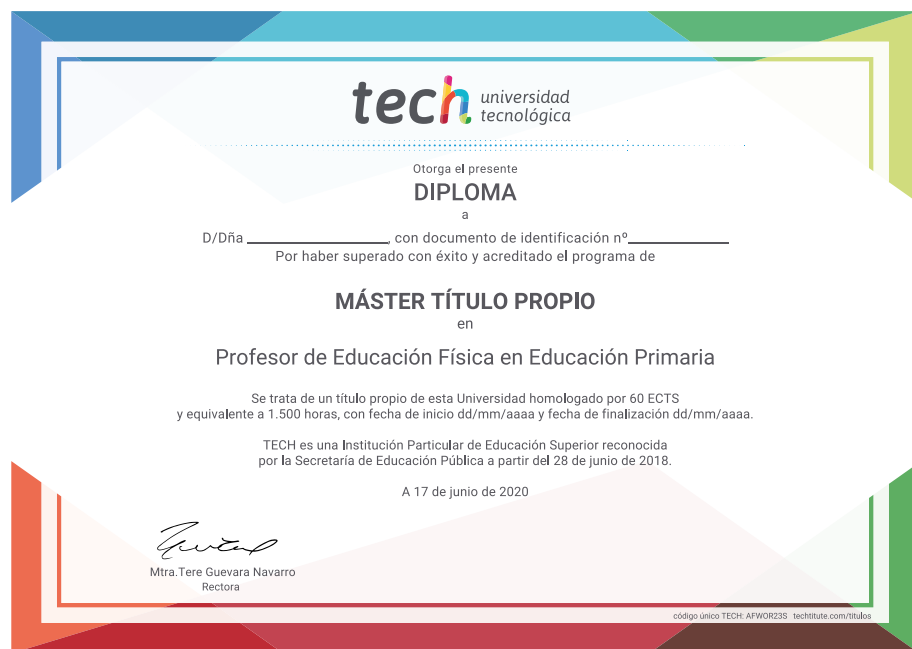 tech universidad
tecnológica
Otorga el presente
DIPLOMA
a
D/Dña ____________________, con documento de identificación nº______________
Por haber superado con éxito y acreditado el programa de
MÁSTER TÍTULO PROPIO
en
Profesor de Educación Física en Educación Primaria
Se trata de un título propio de esta Universidad homologado por 60 ECTS
y equivalente a 1.500 horas, con fecha de inicio dd/mm/aaaa y fecha de finalización dd/mm/aaaa.
TECH es una Institución Particular de Educación Superior reconocida
por la Secretaría de Educación Pública a partir del 28 de junio de 2018.
A 17 de junio de 2020
Mtra.Tere Guevara Navarro
Rectora
código único TECH: AFWOR23S techtitute.com/titulos